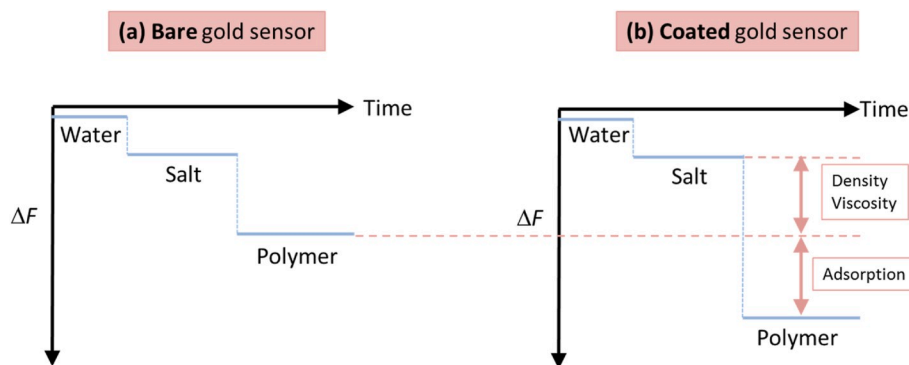 (a) Bare gold sensor
(b) Coated gold sensor
Time
Water
Salt
ΔF
Polymer
Time
Water
Salt
Density
Viscosity
ΔF
Adsorption
Polymer